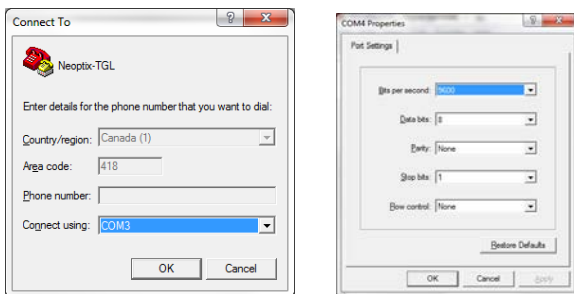 Connect To
Neoptix-TGL
Enter details for the phone number that you want to dial:
Country/region: Canada (1)
Area code: 418
Phone number:
Connect using: COM3
OK Cancel
COM4 Properties
Port Settings
Bits per second: 9600
Data bits: 8
Parity: None
Stop bits: 1
Flow control: None
Restore Defaults
OK Cancel Apply